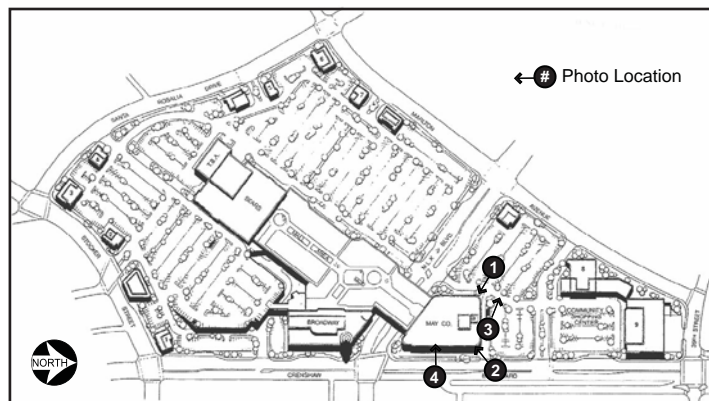 # Photo Location
SANTA
ROSALIA
DRIVE
MARLTON
AVENUE
T.B.A.
SEARS
BLVD
1
COMMUNITY
SHOPPING
CENTER
3
MAY CO.
BROADWAY
STOCKER
STREET
39TH STREET
2
4
NORTH
CRENSHAW